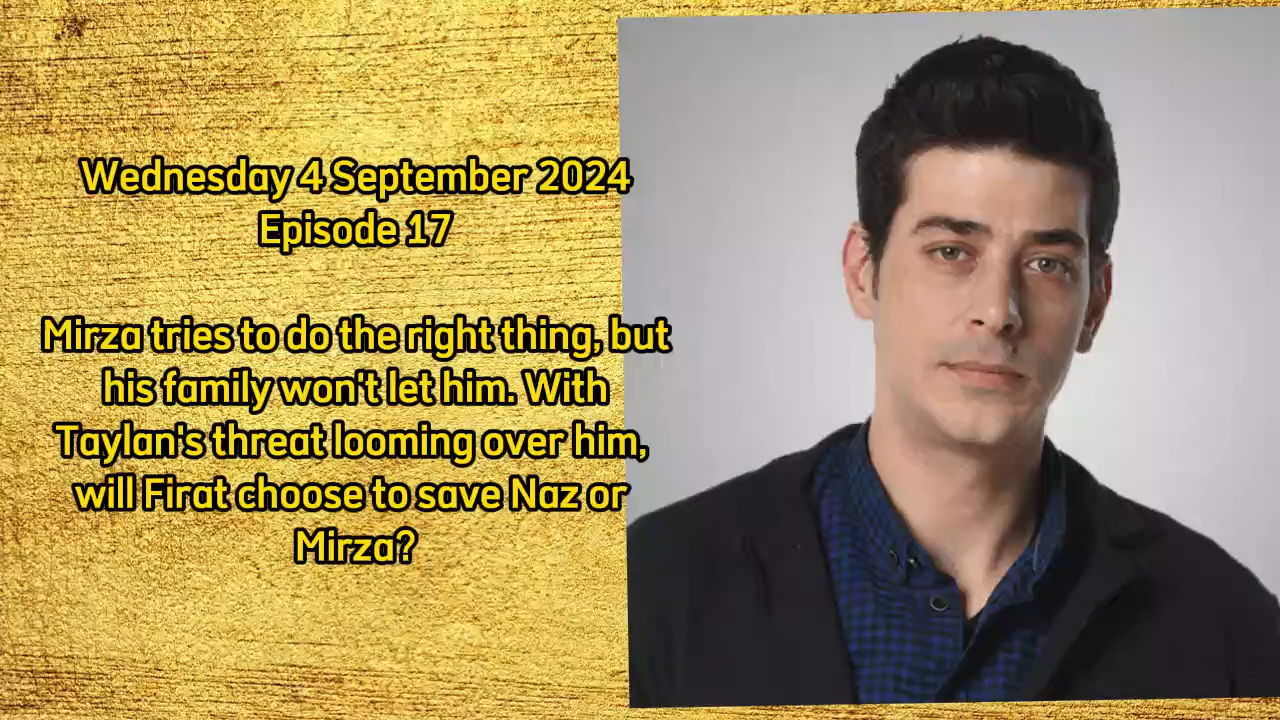 Wednesday 4 September 2024
Episode 17
Mirza tries to do the right thing, but
his family won't let him. With
Taylan's threat looming over him,
will Firat choose to save Naz or
Mirza?